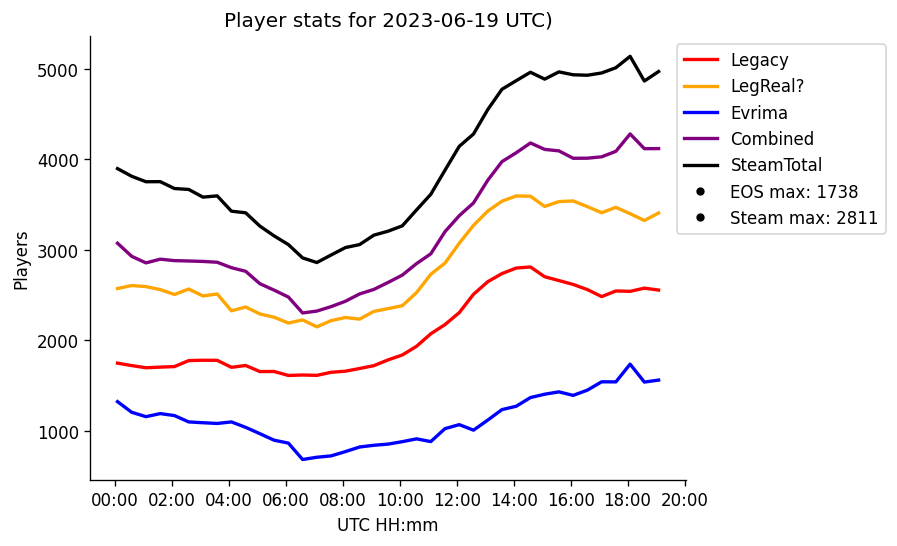 Player stats for 2023-06-19 UTC)
Players
5000
4000
3000
2000
1000
00:00 02:00 04:00 06:00 08:00 10:00 12:00 14:00 16:00 18:00 20:00
UTC HH:mm
Legacy
LegReal?
Evrima
Combined
SteamTotal
EOS max: 1738
Steam max: 2811